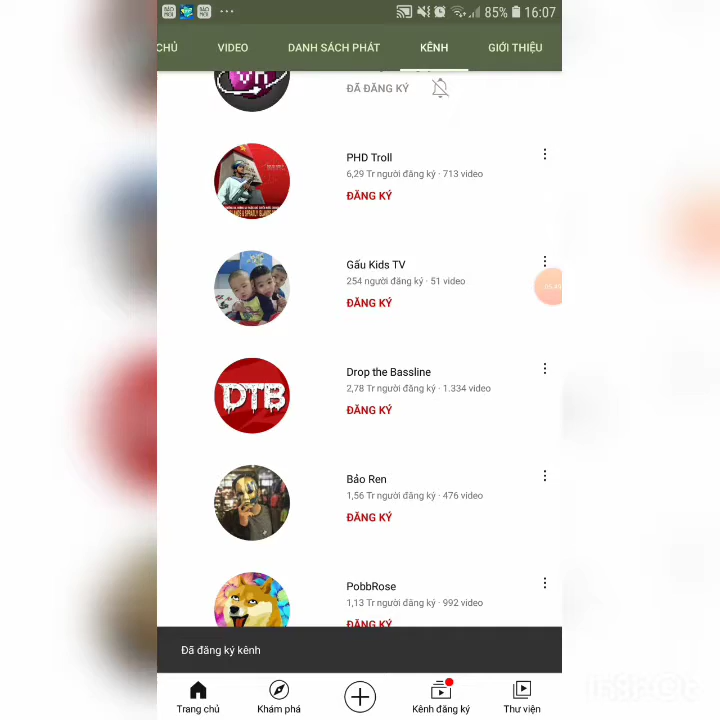 85% 16:07
CHỦ VIDEO DANH SÁCH PHÁT KÊNH GIỚI THIỆU
ĐÃ ĐĂNG KÝ
PHD Troll
6,29 Tr người đăng ký · 713 video
ĐĂNG KÝ
Gấu Kids TV
254 người đăng ký · 51 video
ĐĂNG KÝ
DTB
Drop the Bassline
2,78 Tr người đăng ký · 1.334 video
ĐĂNG KÝ
Bảo Ren
1,56 Tr người đăng ký · 476 video
ĐĂNG KÝ
PobbRose
1,13 Tr người đăng ký · 992 video
ĐĂNG KÝ
Đã đăng ký kênh
Trang chủ Khám phá Kênh đăng ký Thư viện